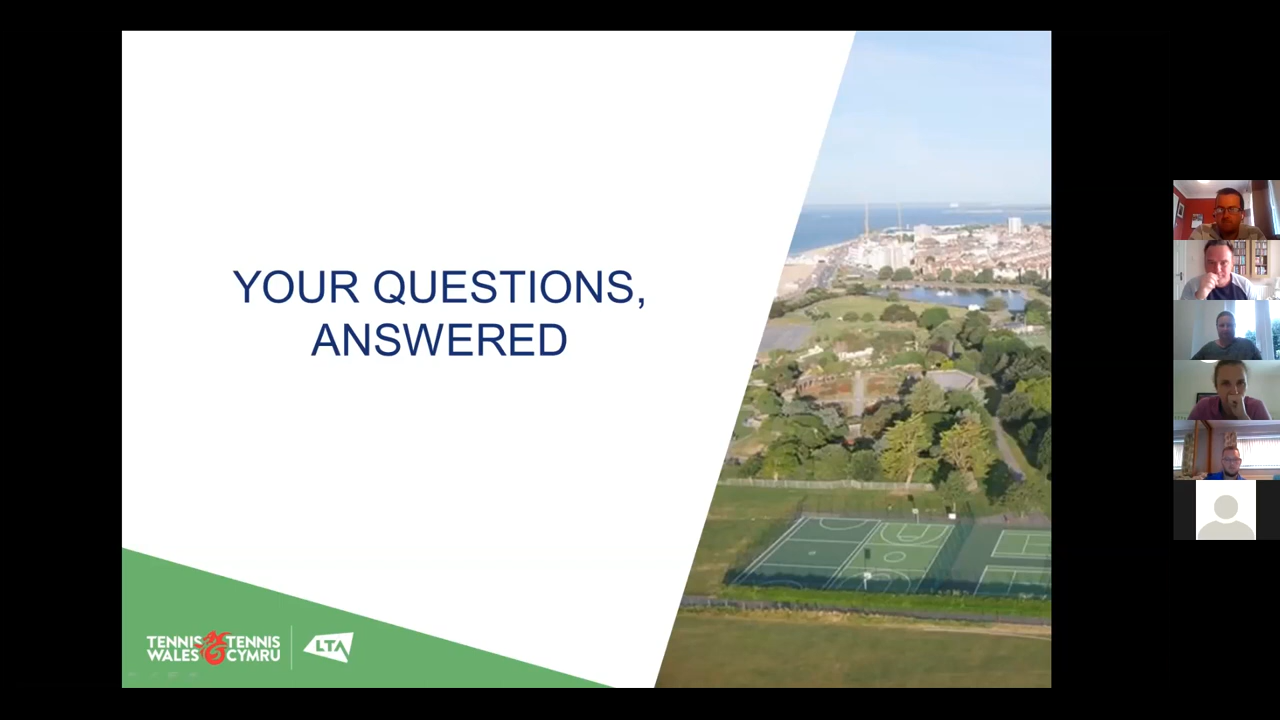 YOUR QUESTIONS,
ANSWERED
TENNIS TENNIS
WALES CYMRU
LTA